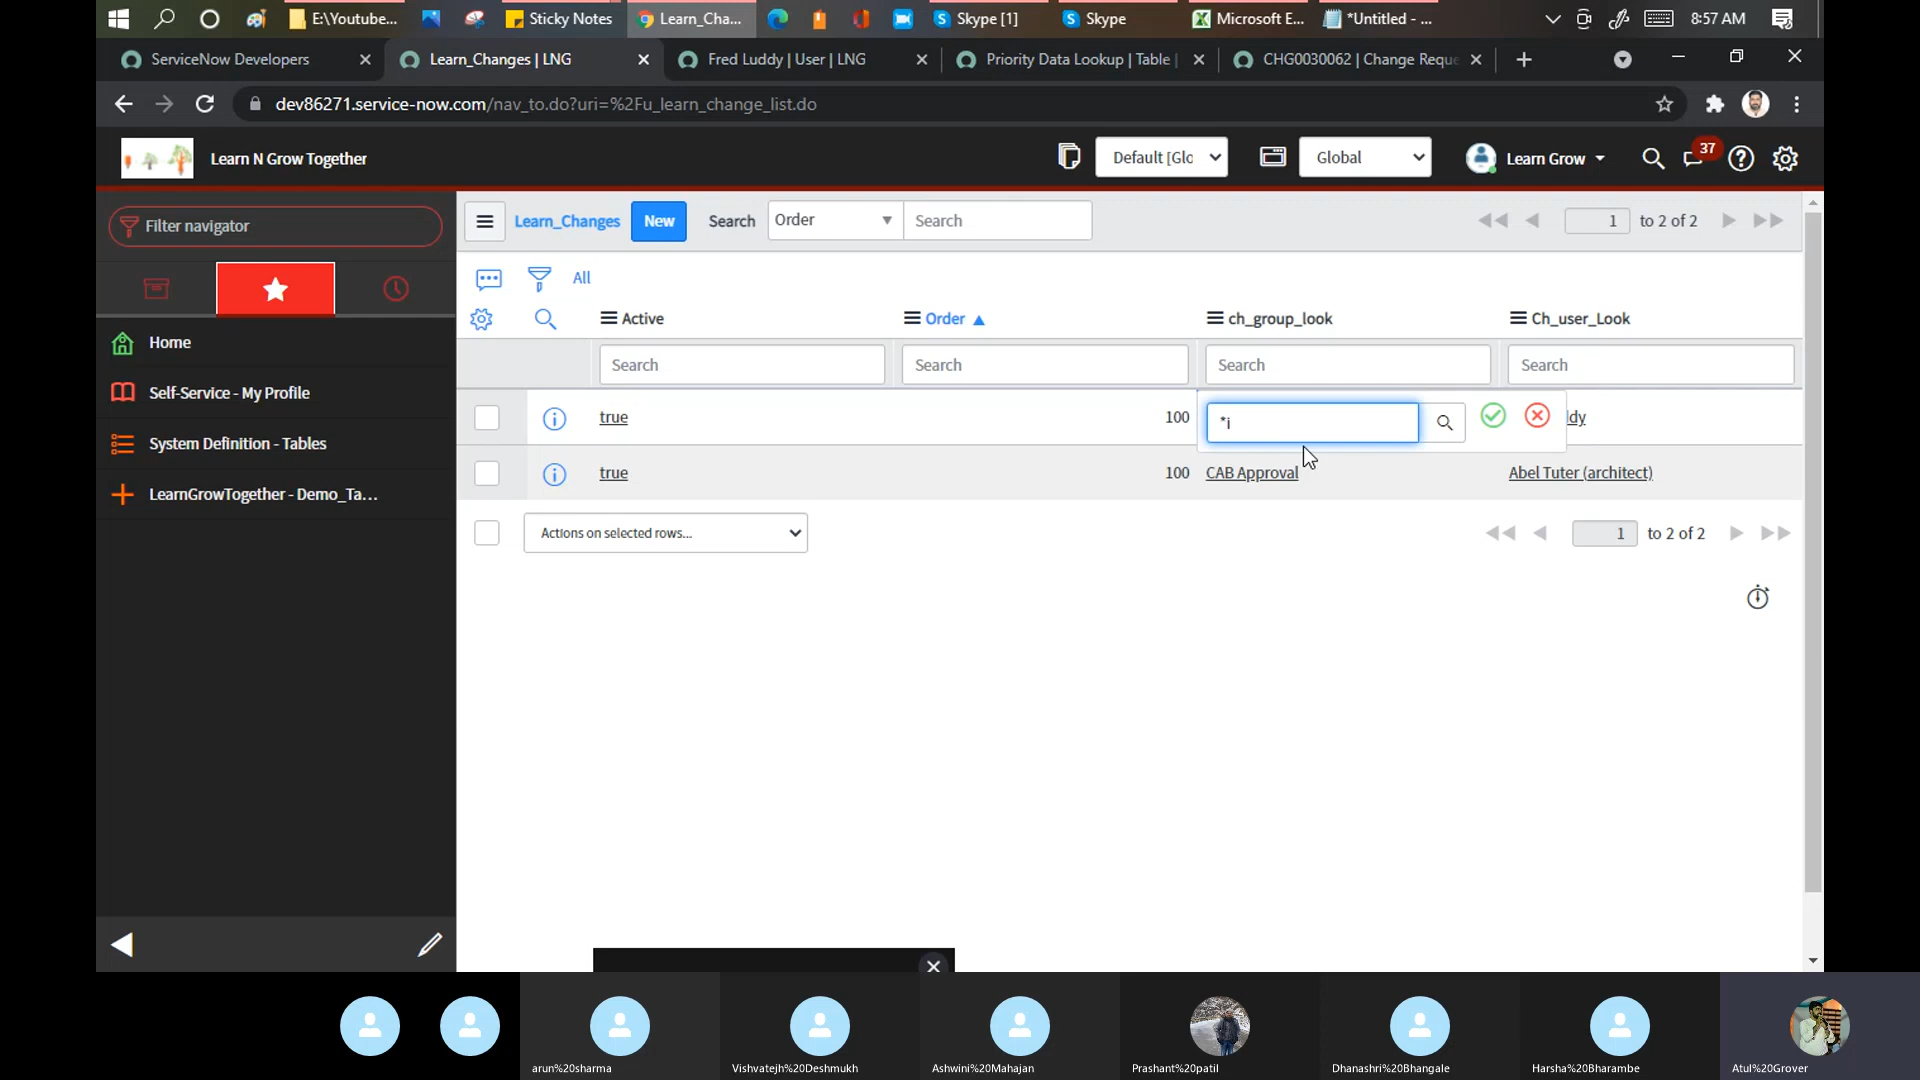 E:\Youtube...
Sticky Notes
Learn_Cha...
Skype [1]
Skype
Microsoft E...
*Untitled - ...
8:57 AM
ServiceNow Developers
Learn_Changes | LNG
Fred Luddy | User | LNG
Priority Data Lookup | Table |
CHG0030062 | Change Reque
dev86271.service-now.com/nav_to.do?uri=%2Fu_learn_change_list.do
Learn N Grow Together
Default [Glo
Global
Learn Grow
37
Filter navigator
Learn_Changes
New
Search
Order
Search
1
to 2 of 2
All
Home
Self-Service - My Profile
System Definition - Tables
LearnGrowTogether - Demo_Ta...
Active
Order
ch_group_look
Ch_user_Look
Search
Search
Search
Search
true
100
*i
ddy
true
100
CAB Approval
Abel Tuter (architect)
Actions on selected rows...
1
to 2 of 2
arun%20sharma
Vishvatejh%20Deshmukh
Ashwini%20Mahajan
Prashant%20patil
Dhanashri%20Bhangale
Harsha%20Bharambe
Atul%20Grover